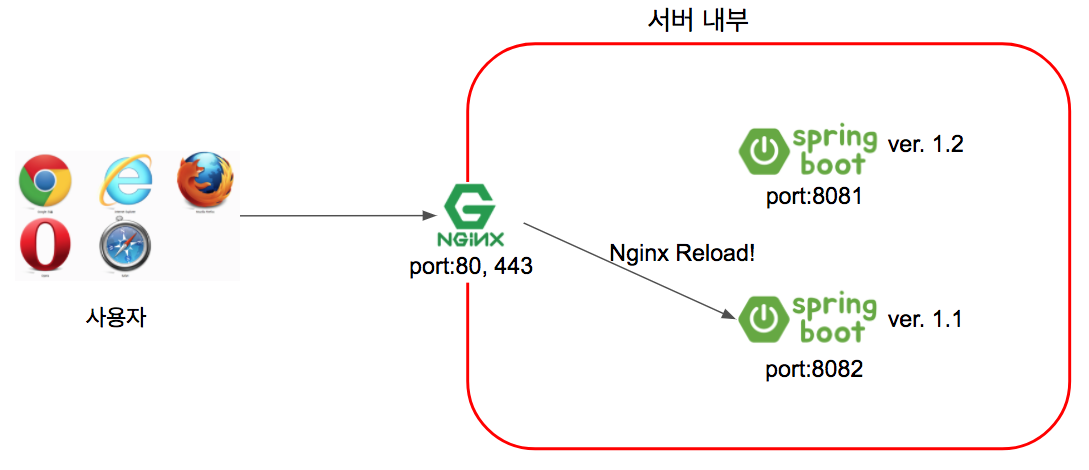 서버 내부
spring
boot
ver. 1.2
port:8081
NGiNX
port:80, 443
Nginx Reload!
사용자
spring
boot
ver. 1.1
port:8082